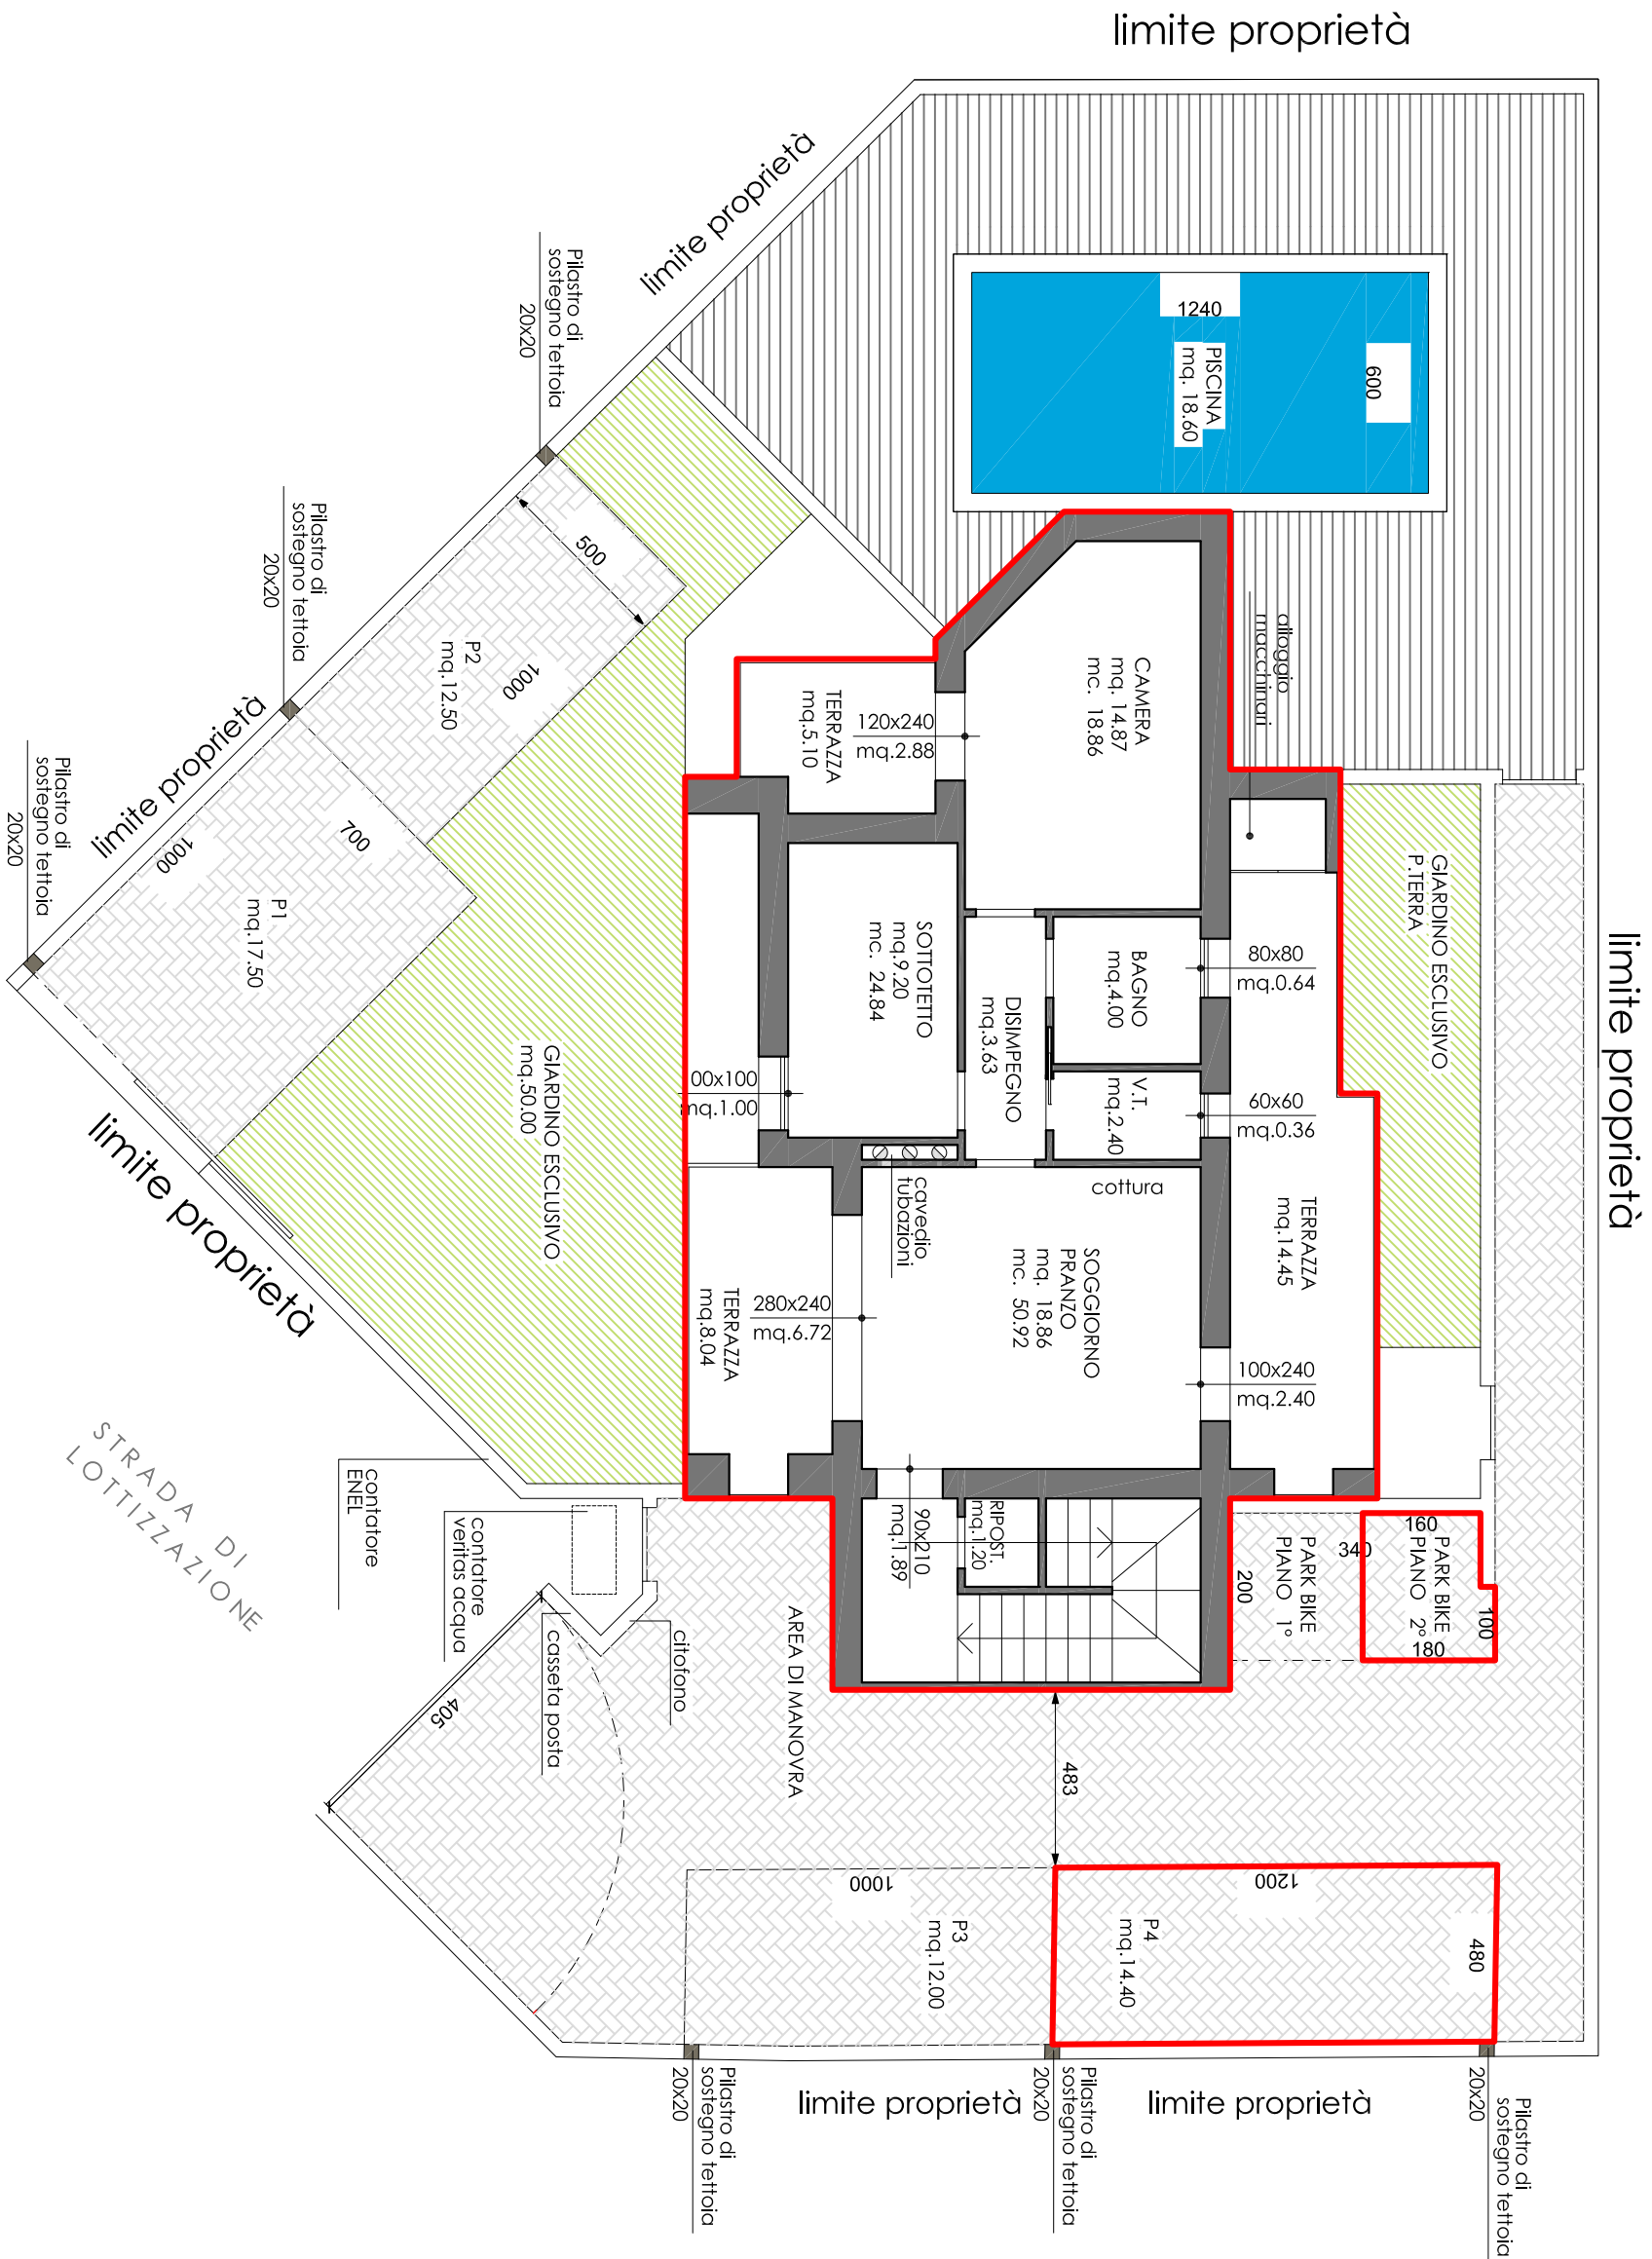 limite proprietà
limite proprietà
Pilastro di
sostegno tettoia
20x20
1240
PISCINA
mq. 18.60
600
Pilastro di
sostegno tettoia
20x20
500
P2
mq.12.50
1000
limite proprietà
Pilastro di
sostegno tettoia
20x20
700
1000
P1
mq.17.50
limite proprietà
CAMERA
mq. 14.87
mc. 18.86
alloggio
macchinari
TERRAZZA
mq.5.10
120x240
mq.2.88
GIARDINO ESCLUSIVO
P.TERRA
limite proprietà
SOTTOTETTO
mq.9.20
mc. 24.84
BAGNO
mq.4.00
80x80
mq.0.64
DISIMPEGNO
mq.3.63
V.T.
mq.2.40
60x60
mq.0.36
00x100
mq.1.00
GIARDINO ESCLUSIVO
mq.50.00
cavedio
tubazioni
cottura
TERRAZZA
mq.14.45
SOGGIORNO
PRANZO
mq. 18.86
mc. 50.92
280x240
mq.6.72
TERRAZZA
mq.8.04
100x240
mq.2.40
STRADA DI
LOTTIZZAZIONE
contatore
ENEL
contatore
veritas acqua
casseta posta
citofono
405
90x210
mq.1.89
RIPOST.
mq.1.20
AREA DI MANOVRA
PARK BIKE
PIANO 1°
200
340
160
PARK BIKE
PIANO 2°
100
180
483
1000
P3
mq.12.00
1200
P4
mq.14.40
480
Pilastro di
sostegno tettoia
20x20
limite proprietà
Pilastro di
sostegno tettoia
20x20
limite proprietà
Pilastro di
sostegno tettoia
20x20